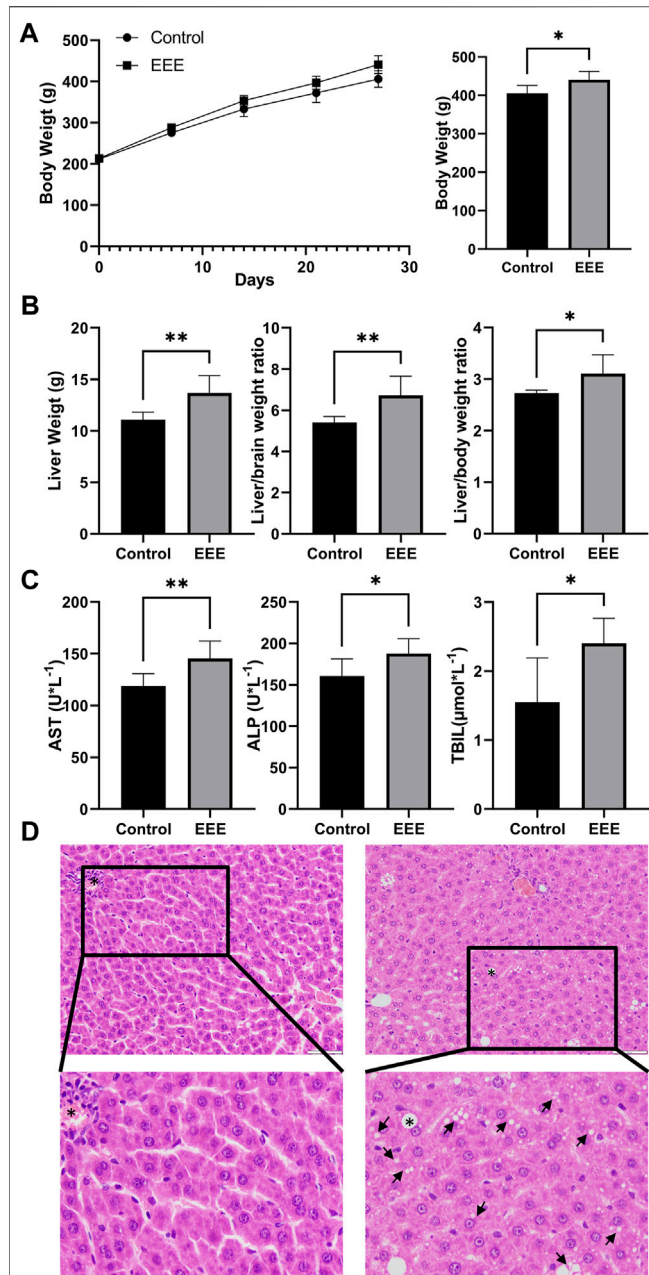 A
Control
EEE
Body Weigt (g)
500
400
300
200
100
0
0
10
20
30
Days
*
Body Weigt (g)
500
400
300
200
100
0
Control
EEE
B
**
Liver Weigt (g)
20
15
10
5
0
Control
EEE
**
Liver/brain weight ratio
10
8
6
4
2
0
Control
EEE
*
Liver/body weight ratio
4
3
2
1
0
Control
EEE
C
**
AST (U*L⁻¹)
200
150
100
50
0
Control
EEE
*
ALP (U*L⁻¹)
250
200
150
100
50
0
Control
EEE
*
TBIL(μmol*L⁻¹)
3
2
1
0
Control
EEE
D
*
*
*
*